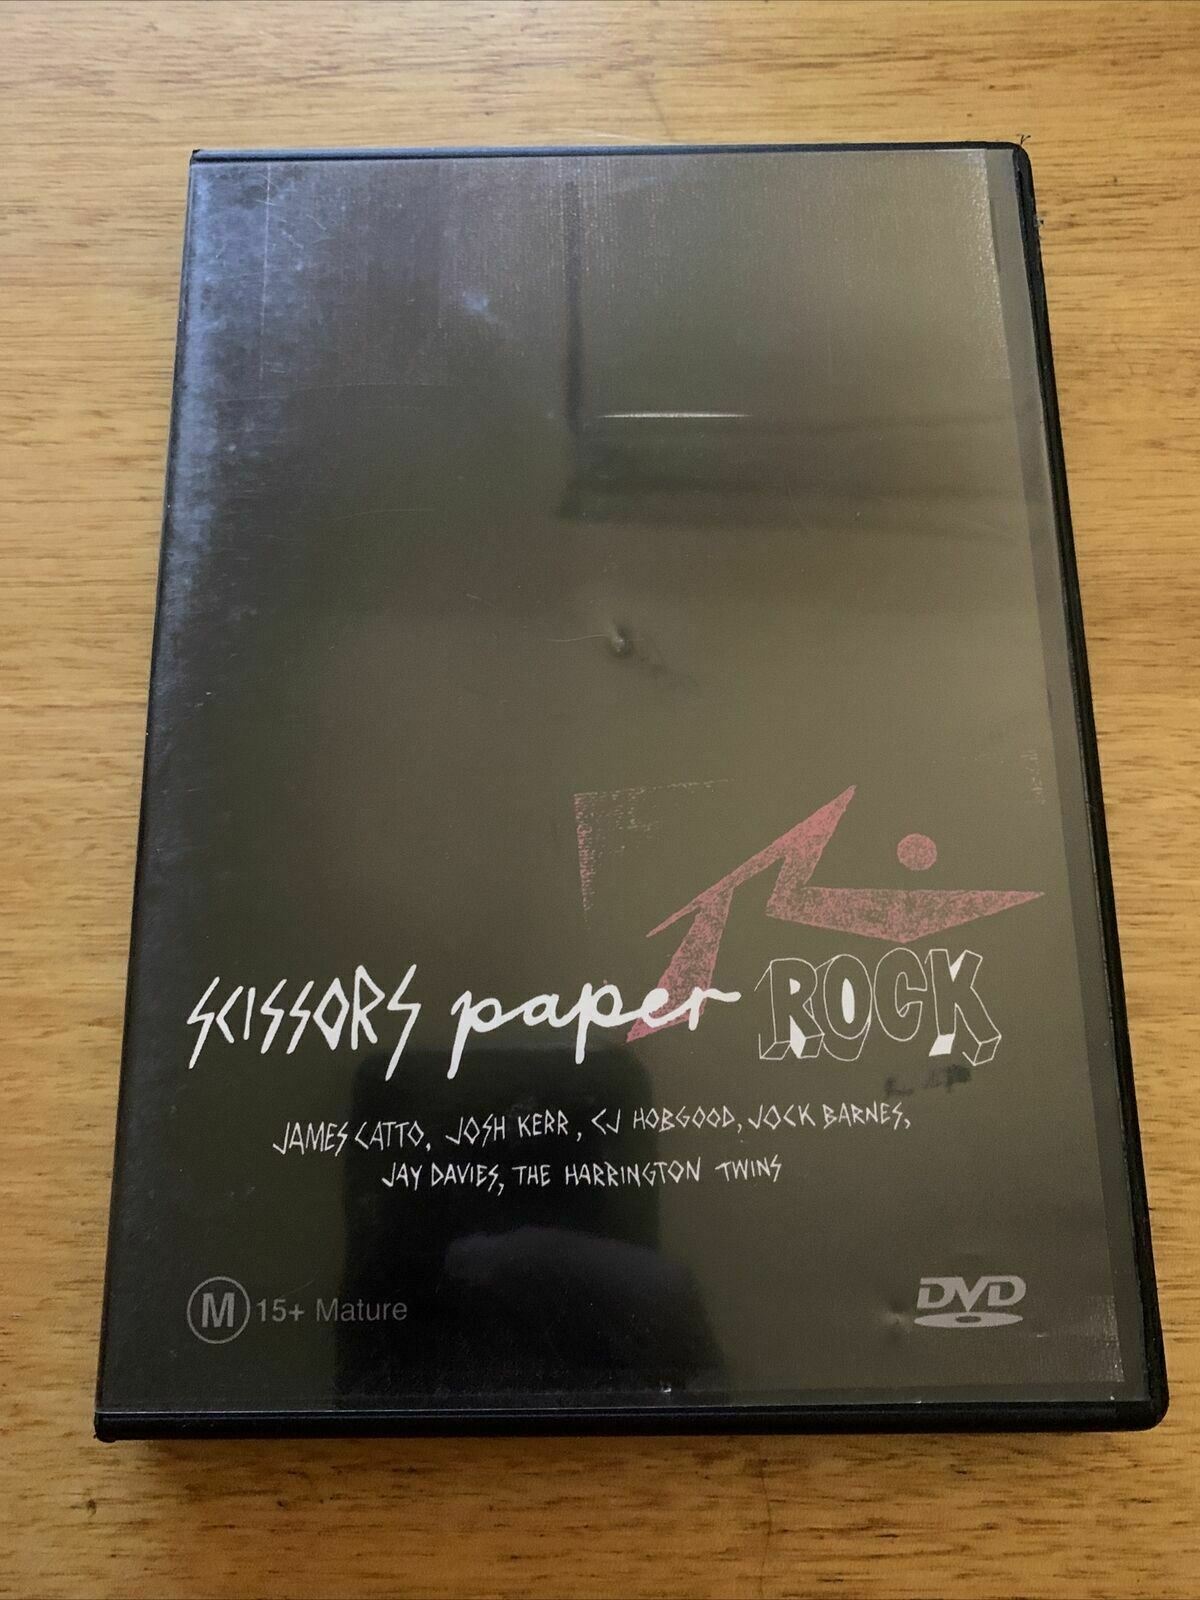 SCISSORS paper ROCK
JAMES CATTO, JOSH KERR, CJ HOBGOOD, JOCK BARNES,
JAY DAVIES, THE HARRINGTON TWINS
M 15+ Mature
DVD